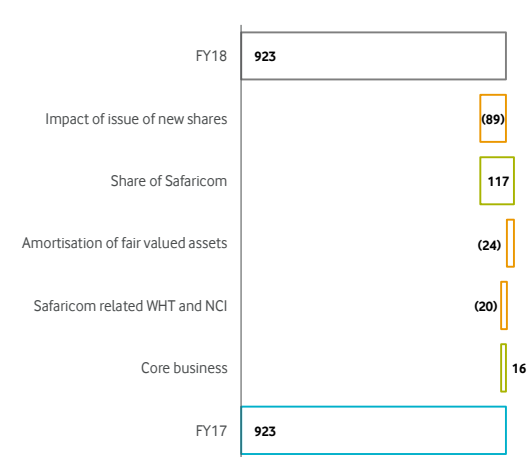 FY18 923
Impact of issue of new shares (89)
Share of Safaricom 117
Amortisation of fair valued assets (24)
Safaricom related WHT and NCI (20)
Core business 16
FY17 923